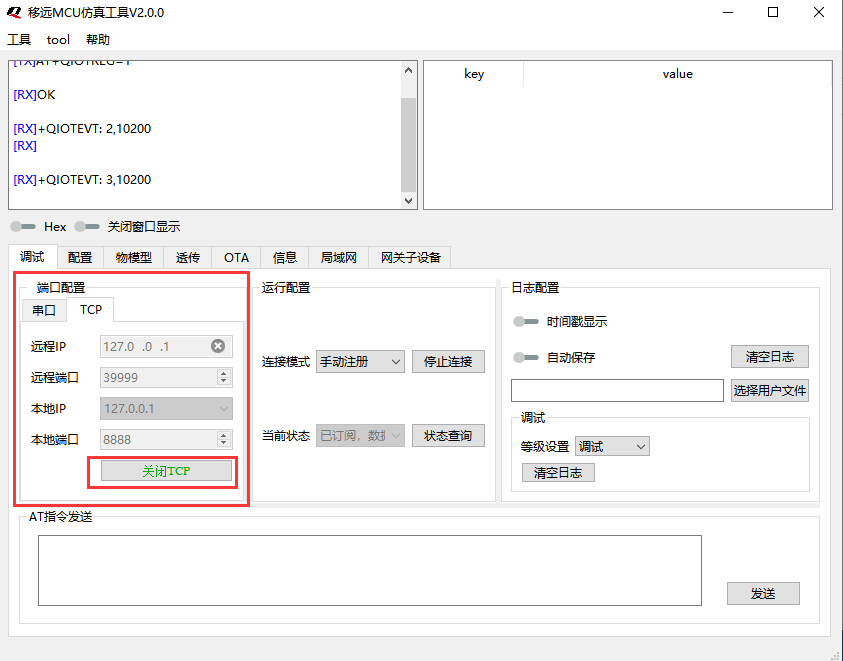 移远MCU仿真工具V2.0.0
工具 tool 帮助
[TX]AT+QIOTREG=1
[RX]OK
[RX]+QIOTEVT: 2,10200
[RX]
[RX]+QIOTEVT: 3,10200
key value
Hex 关闭窗口显示
调试 配置 物模型 透传 OTA 信息 局域网 网关子设备
端口配置
串口 TCP
远程IP 127.0 .0 .1
远程端口 39999
本地IP 127.0.0.1
本地端口 8888
关闭TCP
运行配置
连接模式 手动注册 停止连接
当前状态 已订阅，数据 状态查询
日志配置
时间戳显示
自动保存 清空日志
选择用户文件
调试
等级设置 调试
清空日志
AT指令发送
发送